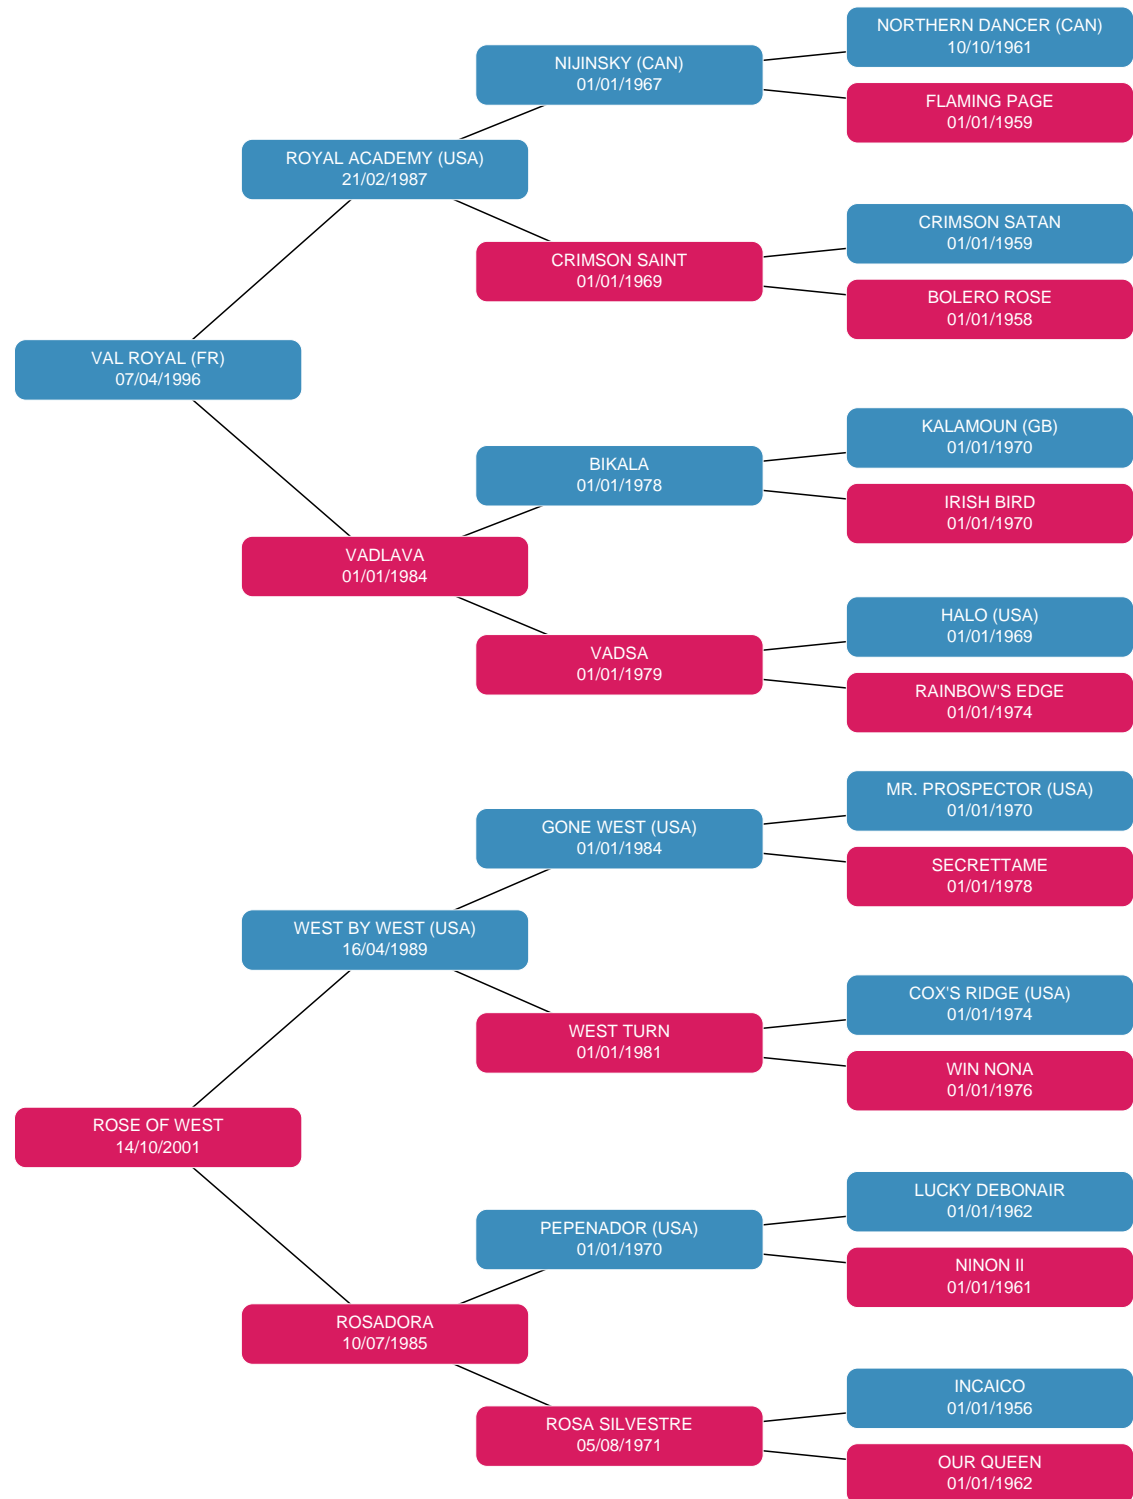 NORTHERN DANCER (CAN)
10/10/1961
NIJINSKY (CAN)
01/01/1967
FLAMING PAGE
01/01/1959
ROYAL ACADEMY (USA)
21/02/1987
CRIMSON SATAN
01/01/1959
CRIMSON SAINT
01/01/1969
BOLERO ROSE
01/01/1958
VAL ROYAL (FR)
07/04/1996
KALAMOUN (GB)
01/01/1970
BIKALA
01/01/1978
IRISH BIRD
01/01/1970
VADLAVA
01/01/1984
HALO (USA)
01/01/1969
VADSA
01/01/1979
RAINBOW'S EDGE
01/01/1974
MR. PROSPECTOR (USA)
01/01/1970
GONE WEST (USA)
01/01/1984
SECRETTAME
01/01/1978
WEST BY WEST (USA)
16/04/1989
COX'S RIDGE (USA)
01/01/1974
WEST TURN
01/01/1981
WIN NONA
01/01/1976
ROSE OF WEST
14/10/2001
LUCKY DEBONAIR
01/01/1962
PEPENADOR (USA)
01/01/1970
NINON II
01/01/1961
ROSADORA
10/07/1985
INCAICO
01/01/1956
ROSA SILVESTRE
05/08/1971
OUR QUEEN
01/01/1962